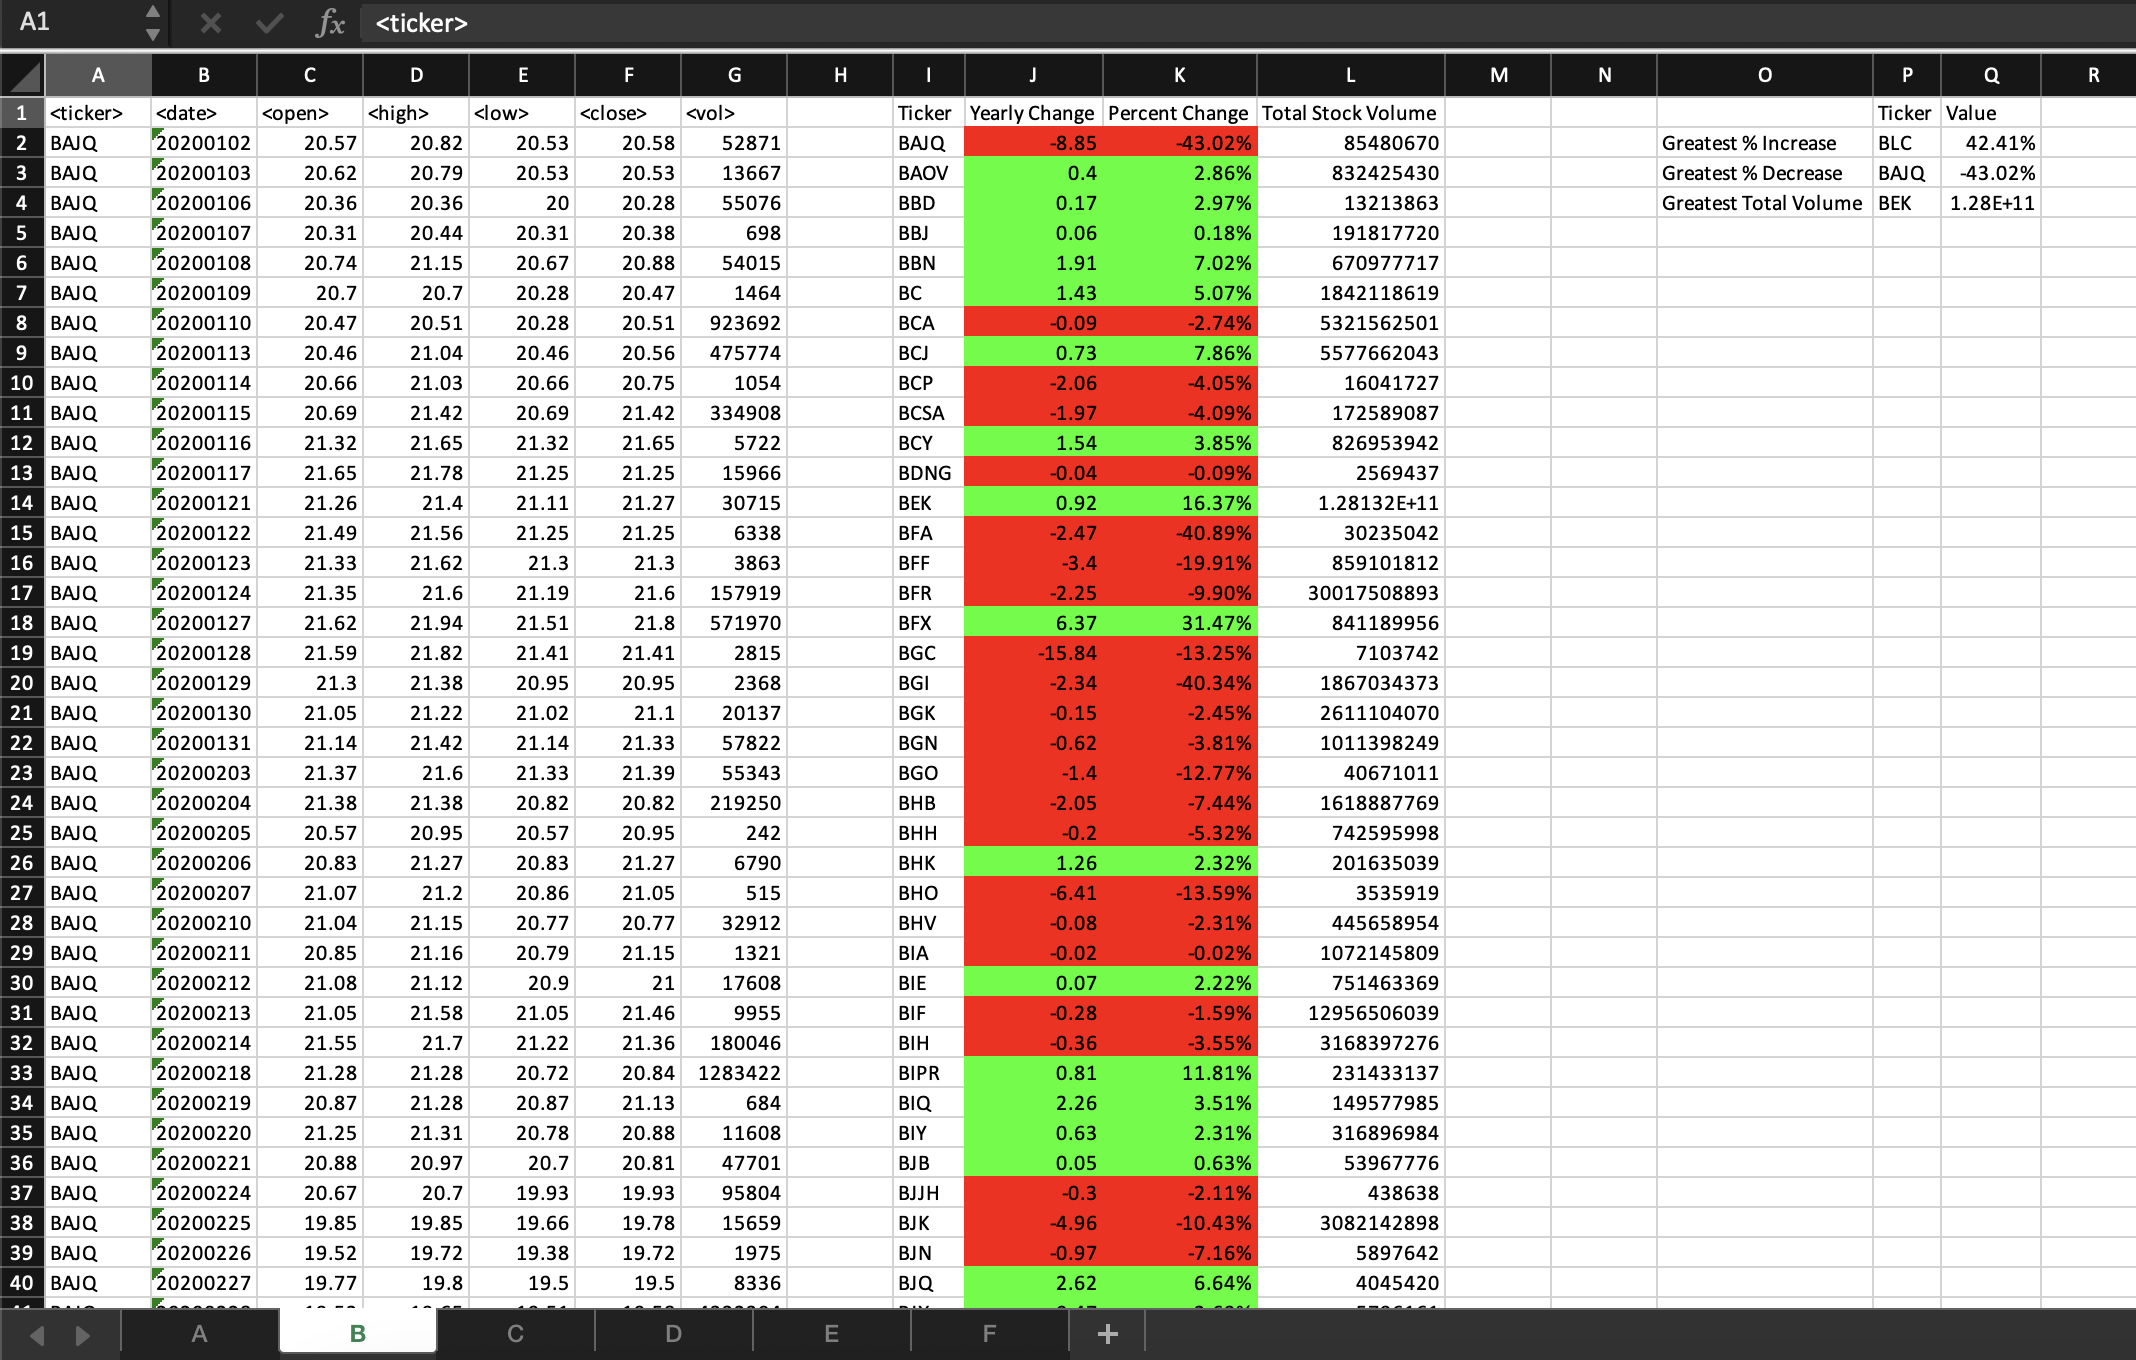 A1 fx <ticker>
A B C D E F G H I J K L M N O P Q R
1 <ticker> <date> <open> <high> <low> <close> <vol> Ticker Yearly Change Percent Change Total Stock Volume Ticker Value
2 BAJQ 20200102 20.57 20.82 20.53 20.58 52871 BAJQ -8.85 -43.02% 85480670 Greatest % Increase BLC 42.41%
3 BAJQ 20200103 20.62 20.79 20.53 20.53 13667 BAOV 0.4 2.86% 832425430 Greatest % Decrease BAJQ -43.02%
4 BAJQ 20200106 20.36 20.36 20 20.28 55076 BBD 0.17 2.97% 13213863 Greatest Total Volume BEK 1.28E+11
5 BAJQ 20200107 20.31 20.44 20.31 20.38 698 BBJ 0.06 0.18% 191817720
6 BAJQ 20200108 20.74 21.15 20.67 20.88 54015 BBN 1.91 7.02% 670977717
7 BAJQ 20200109 20.7 20.7 20.28 20.47 1464 BC 1.43 5.07% 1842118619
8 BAJQ 20200110 20.47 20.51 20.28 20.51 923692 BCA -0.09 -2.74% 5321562501
9 BAJQ 20200113 20.46 21.04 20.46 20.56 475774 BCJ 0.73 7.86% 5577662043
10 BAJQ 20200114 20.66 21.03 20.66 20.75 1054 BCP -2.06 -4.05% 16041727
11 BAJQ 20200115 20.69 21.42 20.69 21.42 334908 BCSA -1.97 -4.09% 172589087
12 BAJQ 20200116 21.32 21.65 21.32 21.65 5722 BCY 1.54 3.85% 826953942
13 BAJQ 20200117 21.65 21.78 21.25 21.25 15966 BDNG -0.04 -0.09% 2569437
14 BAJQ 20200121 21.26 21.4 21.11 21.27 30715 BEK 0.92 16.37% 1.28132E+11
15 BAJQ 20200122 21.49 21.56 21.25 21.25 6338 BFA -2.47 -40.89% 30235042
16 BAJQ 20200123 21.33 21.62 21.3 21.3 3863 BFF -3.4 -19.91% 859101812
17 BAJQ 20200124 21.35 21.6 21.19 21.6 157919 BFR -2.25 -9.90% 30017508893
18 BAJQ 20200127 21.62 21.94 21.51 21.8 571970 BFX 6.37 31.47% 841189956
19 BAJQ 20200128 21.59 21.82 21.41 21.41 2815 BGC -15.84 -13.25% 7103742
20 BAJQ 20200129 21.3 21.38 20.95 20.95 2368 BGI -2.34 -40.34% 1867034373
21 BAJQ 20200130 21.05 21.22 21.02 21.1 20137 BGK -0.15 -2.45% 2611104070
22 BAJQ 20200131 21.14 21.42 21.14 21.33 57822 BGN -0.62 -3.81% 1011398249
23 BAJQ 20200203 21.37 21.6 21.33 21.39 55343 BGO -1.4 -12.77% 40671011
24 BAJQ 20200204 21.38 21.38 20.82 20.82 219250 BHB -2.05 -7.44% 1618887769
25 BAJQ 20200205 20.57 20.95 20.57 20.95 242 BHH -0.2 -5.32% 742595998
26 BAJQ 20200206 20.83 21.27 20.83 21.27 6790 BHK 1.26 2.32% 201635039
27 BAJQ 20200207 21.07 21.2 20.86 21.05 515 BHO -6.41 -13.59% 3535919
28 BAJQ 20200210 21.04 21.15 20.77 20.77 32912 BHV -0.08 -2.31% 445658954
29 BAJQ 20200211 20.85 21.16 20.79 21.15 1321 BIA -0.02 -0.02% 1072145809
30 BAJQ 20200212 21.08 21.12 20.9 21 17608 BIE 0.07 2.22% 751463369
31 BAJQ 20200213 21.05 21.58 21.05 21.46 9955 BIF -0.28 -1.59% 12956506039
32 BAJQ 20200214 21.55 21.7 21.22 21.36 180046 BIH -0.36 -3.55% 3168397276
33 BAJQ 20200218 21.28 21.28 20.72 20.84 1283422 BIPR 0.81 11.81% 231433137
34 BAJQ 20200219 20.87 21.28 20.87 21.13 684 BIQ 2.26 3.51% 149577985
35 BAJQ 20200220 21.25 21.31 20.78 20.88 11608 BIY 0.63 2.31% 316896984
36 BAJQ 20200221 20.88 20.97 20.7 20.81 47701 BJB 0.05 0.63% 53967776
37 BAJQ 20200224 20.67 20.7 19.93 19.93 95804 BJJH -0.3 -2.11% 438638
38 BAJQ 20200225 19.85 19.85 19.66 19.78 15659 BJK -4.96 -10.43% 3082142898
39 BAJQ 20200226 19.52 19.72 19.38 19.72 1975 BJN -0.97 -7.16% 5897642
40 BAJQ 20200227 19.77 19.8 19.5 19.5 8336 BJQ 2.62 6.64% 4045420
A B C D E F +